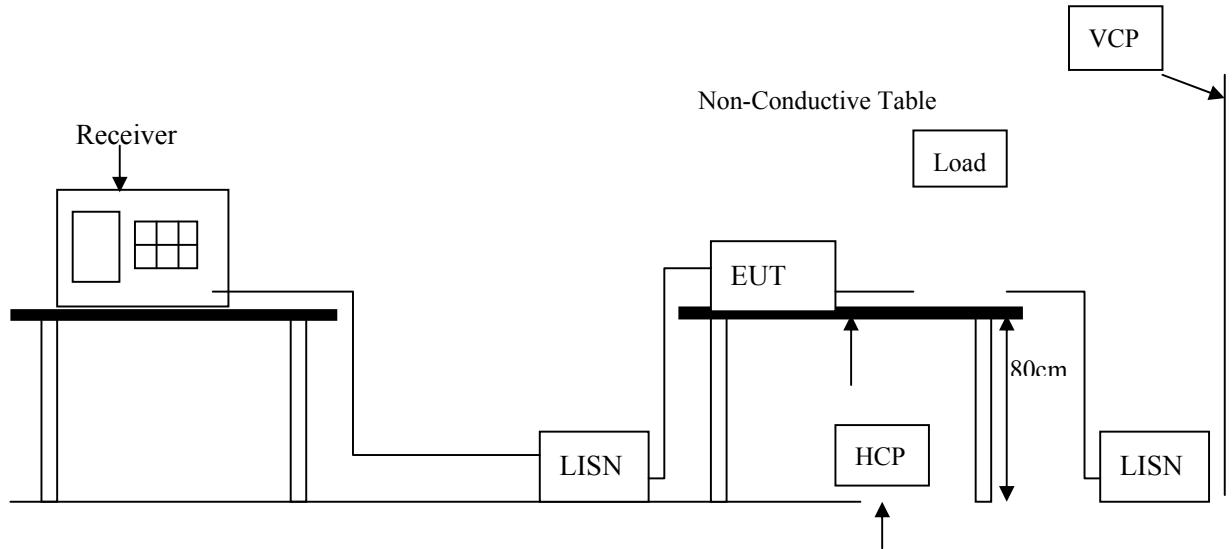 VCP
Non-Conductive Table
Receiver
Load
EUT
80cm
LISN
HCP
LISN